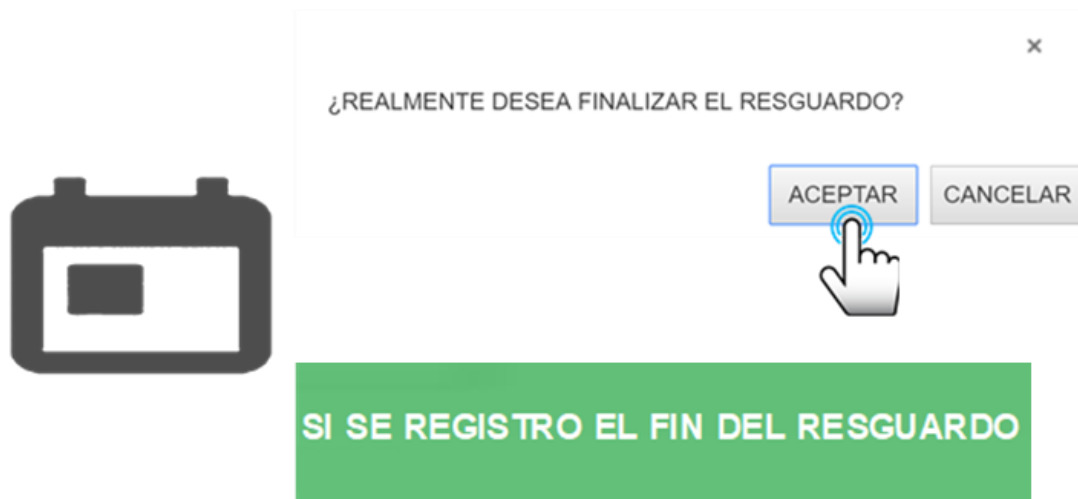 ×
¿REALMENTE DESEA FINALIZAR EL RESGUARDO?
ACEPTAR CANCELAR
SI SE REGISTRO EL FIN DEL RESGUARDO